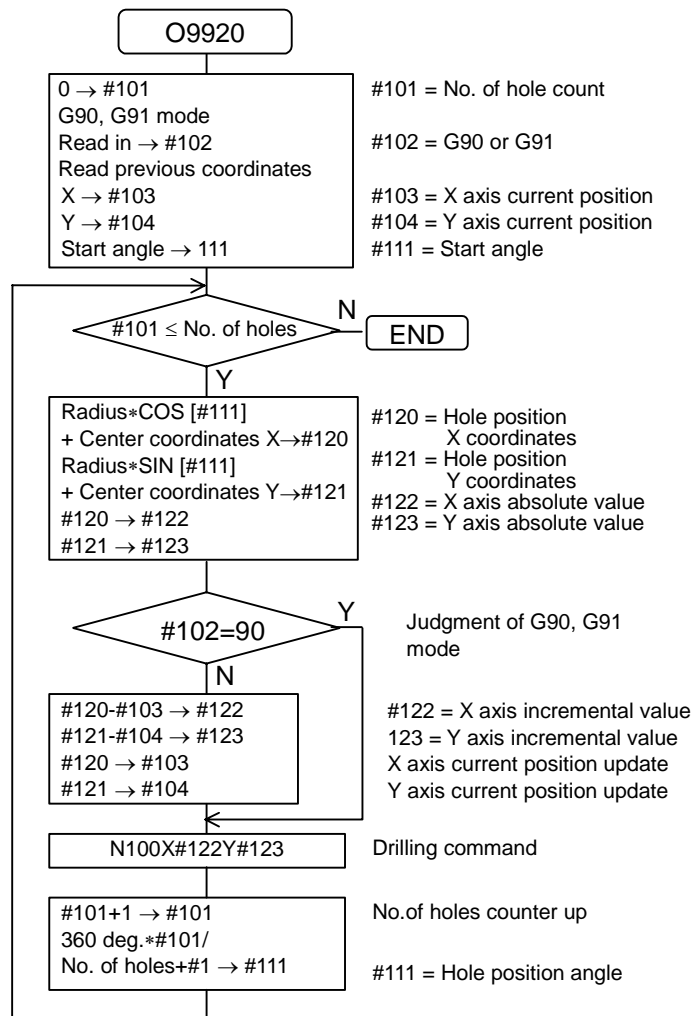 O9920
0 → #101
G90, G91 mode
Read in → #102
Read previous coordinates
X → #103
Y → #104
Start angle → 111
#101 = No. of hole count
#102 = G90 or G91
#103 = X axis current position
#104 = Y axis current position
#111 = Start angle
#101 ≤ No. of holes
N
END
Y
Radius∗COS [#111]
+ Center coordinates X→#120
Radius∗SIN [#111]
+ Center coordinates Y→#121
#120 → #122
#121 → #123
#120 = Hole position
X coordinates
#121 = Hole position
Y coordinates
#122 = X axis absolute value
#123 = Y axis absolute value
#102=90
Y
Judgment of G90, G91
mode
N
#120-#103 → #122
#121-#104 → #123
#120 → #103
#121 → #104
#122 = X axis incremental value
123 = Y axis incremental value
X axis current position update
Y axis current position update
N100X#122Y#123
Drilling command
#101+1 → #101
360 deg.∗#101/
No. of holes+#1 → #111
No.of holes counter up
#111 = Hole position angle